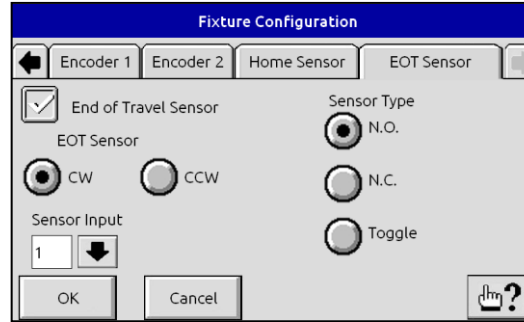 Fixture Configuration
Encoder 1 Encoder 2 Home Sensor EOT Sensor
End of Travel Sensor
Sensor Type
N.O.
EOT Sensor
CW CCW
N.C.
Sensor Input
Toggle
1
OK Cancel ?